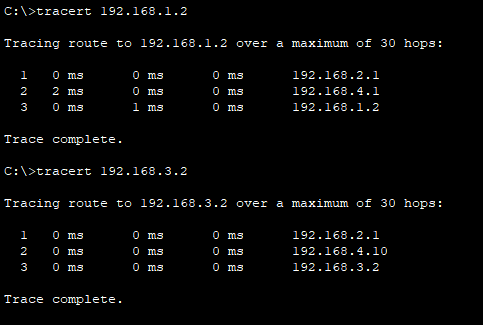 C:\>tracert 192.168.1.2
Tracing route to 192.168.1.2 over a maximum of 30 hops:
1 0 ms 0 ms 0 ms 192.168.2.1
2 2 ms 0 ms 0 ms 192.168.4.1
3 0 ms 1 ms 0 ms 192.168.1.2
Trace complete.
C:\>tracert 192.168.3.2
Tracing route to 192.168.3.2 over a maximum of 30 hops:
1 0 ms 0 ms 0 ms 192.168.2.1
2 0 ms 0 ms 0 ms 192.168.4.10
3 0 ms 0 ms 0 ms 192.168.3.2
Trace complete.